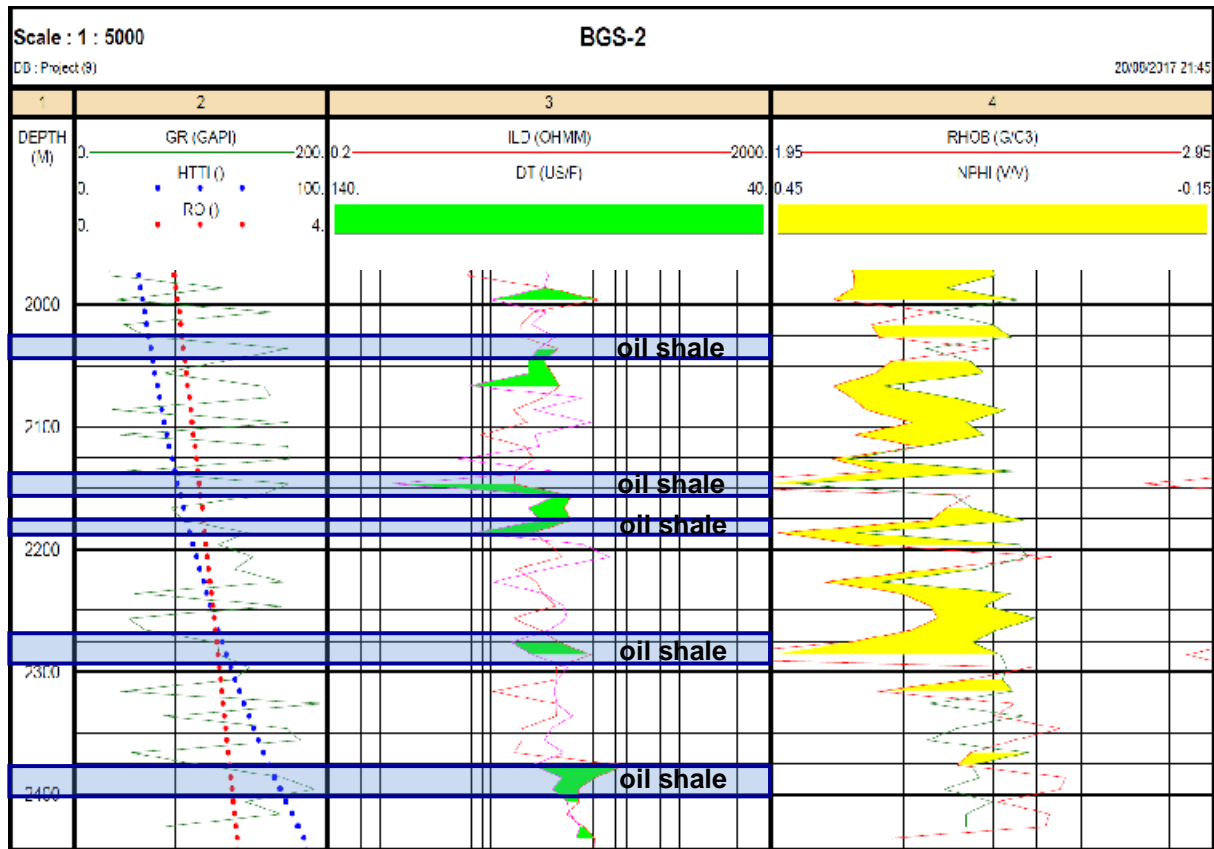 Scale : 1 : 5000
BGS-2
DB : Project (9)
20/08/2017 21:45
1 2 3 4
DEPTH (M)
GR (GAPI)
0. 200.
HTTI ()
0. 100.
RO ()
0. 4.
ILD (OHMM)
0.2 2000.
DT (US/F)
140. 40.
RHOB (G/C3)
1.95 2.95
NPHI (V/V)
0.45 -0.15
2000
oil shale
2100
oil shale
oil shale
2200
oil shale
2300
oil shale
2400